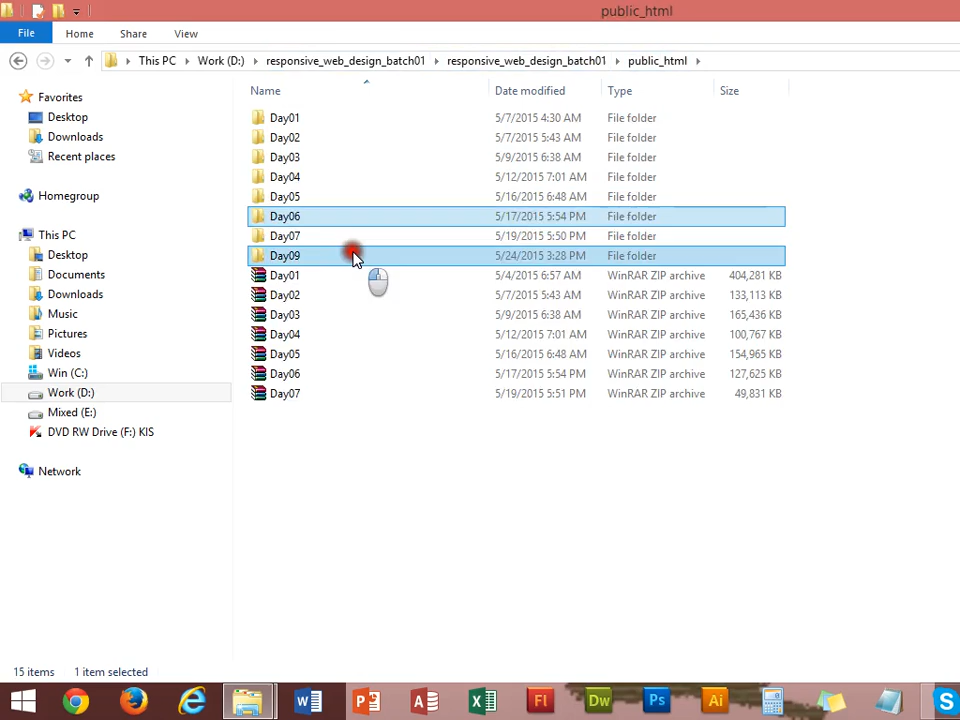 public_html
File Home Share View
This PC Work (D:) responsive_web_design_batch01 responsive_web_design_batch01 public_html
Name Date modified Type Size
Favorites
Desktop
Downloads
Recent places
Homegroup
This PC
Desktop
Documents
Downloads
Music
Pictures
Videos
Win (C:)
Work (D:)
Mixed (E:)
DVD RW Drive (F:) KIS
Network
Day01 5/7/2015 4:30 AM File folder
Day02 5/7/2015 5:43 AM File folder
Day03 5/9/2015 6:38 AM File folder
Day04 5/12/2015 7:01 AM File folder
Day05 5/16/2015 6:48 AM File folder
Day06 5/17/2015 5:54 PM File folder
Day07 5/19/2015 5:50 PM File folder
Day09 5/24/2015 3:28 PM File folder
Day01 5/4/2015 6:57 AM WinRAR ZIP archive 404,281 KB
Day02 5/7/2015 5:43 AM WinRAR ZIP archive 133,113 KB
Day03 5/9/2015 6:38 AM WinRAR ZIP archive 165,436 KB
Day04 5/12/2015 7:01 AM WinRAR ZIP archive 100,767 KB
Day05 5/16/2015 6:48 AM WinRAR ZIP archive 154,965 KB
Day06 5/17/2015 5:54 PM WinRAR ZIP archive 127,625 KB
Day07 5/19/2015 5:51 PM WinRAR ZIP archive 49,831 KB
15 items 1 item selected
Fl Dw Ps Ai